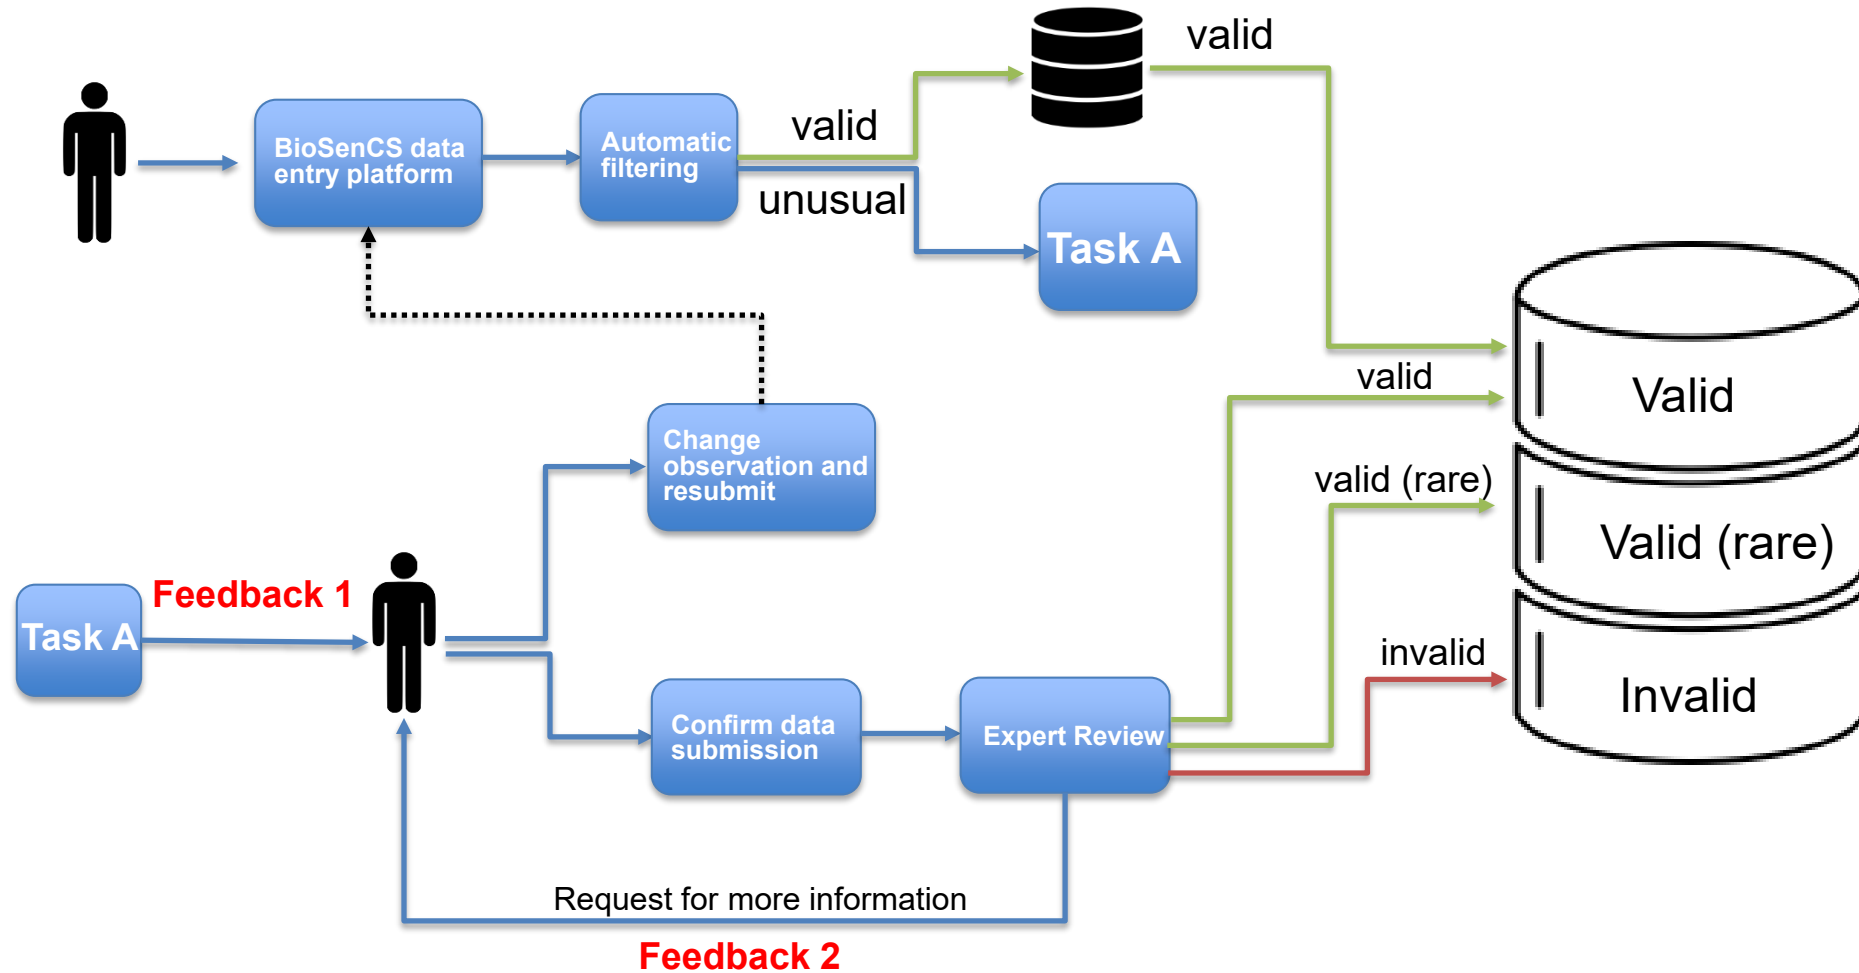 valid
valid
BioSenCS data
entry platform
Automatic
filtering
unusual
Task A
valid
Valid
Change
observation and
resubmit
valid (rare)
Valid (rare)
Feedback 1
Task A
invalid
Invalid
Confirm data
submission
Expert Review
Request for more information
Feedback 2